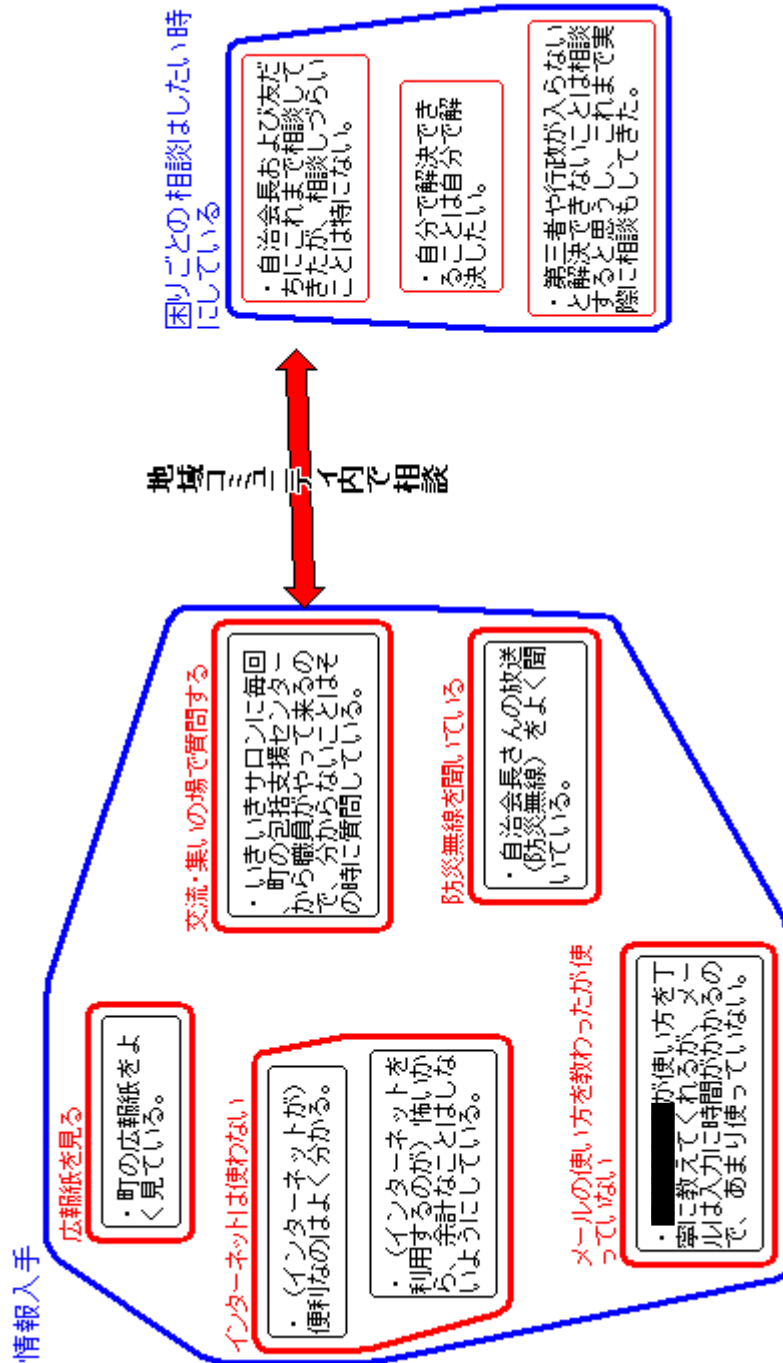 情報入手
広報紙を見る
・町の広報紙をよ
く見ている。
インターネットは使わない
・（インターネットが）
便利なのはよく分かる。
・（インターネットを
利用するのが）怖いか
ら、余計なことはしな
いようにしている。
メールの使い方を教わったが使
っていない
・が使い方を丁
寧に教えてくれるが、メー
ルは入力に時間がかかるの
で、あまり使っていない。
交流・集いの場で質問する
・いきいきサロンに毎回
町の包括支援センター
から職員がやって来るの
で、分からないことはそ
の時に質問している。
防災無線を聞いている
・自治会長さんの放送
（防災無線）をよく聞
いている。
地域コミュニティ内で相談
困りごとの相談はしたい時
にしている
・自治会長および友だ
ちにこれまで相談して
きたが、相談しづらい
ことは特にない。
・自分で解決でき
ることは自分で解
決したい。
・第三者や行政が入らない
と解決できないことは相談
すると思うし、これまで実
際に相談もしてきた。